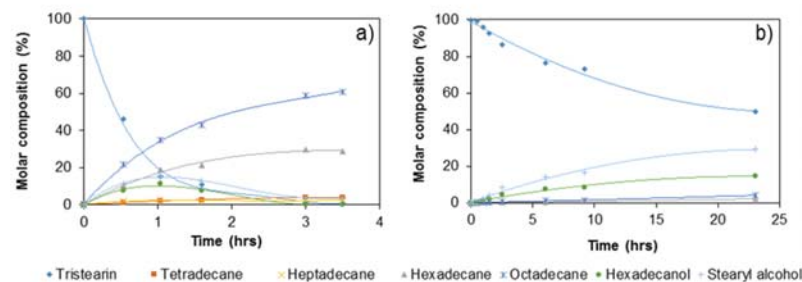 a)
Molar composition (%)
100
80
60
40
20
0
0 1 2 3 4
Time (hrs)
b)
Molar composition (%)
100
80
60
40
20
0
0 5 10 15 20 25
Time (hrs)
Tristearin Tetradecane Heptadecane Hexadecane Octadecane Hexadecanol Stearyl alcohol